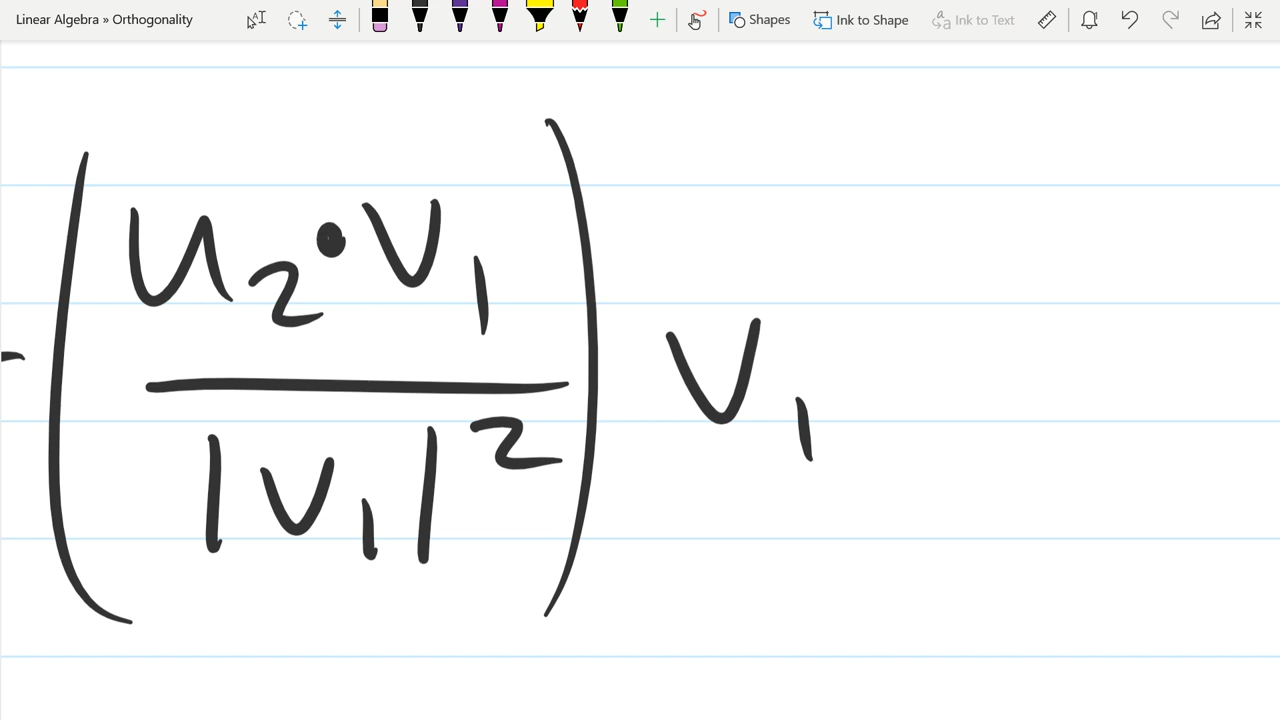 Linear Algebra » Orthogonality Shapes Ink to Shape Ink to Text
- (u₂•v₁ / |v₁|²) v₁